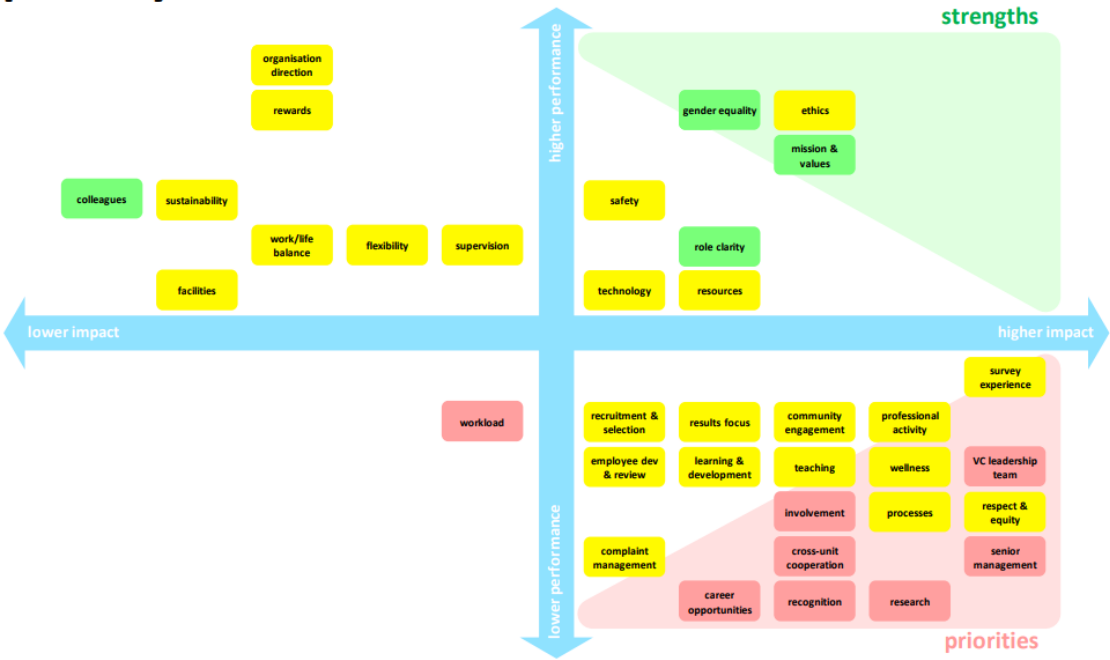 strengths
higher performance
organisation
direction
rewards
gender equality
ethics
mission &
values
colleagues
sustainability
safety
work/life
balance
flexibility
supervision
role clarity
facilities
technology
resources
lower impact
higher impact
survey
experience
workload
recruitment &
selection
results focus
community
engagement
professional
activity
employee dev
& review
learning &
development
teaching
wellness
VC leadership
team
involvement
processes
respect &
equity
lower performance
complaint
management
cross-unit
cooperation
senior
management
career
opportunities
recognition
research
priorities